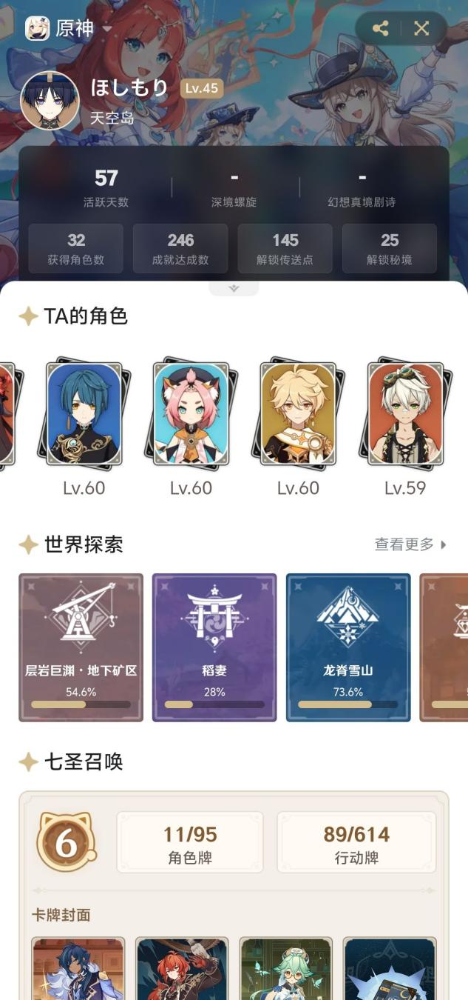 原神
ほしもり Lv.45
天空岛
57 - -
活跃天数 深境螺旋 幻想真境剧诗
32 246 145 25
获得角色数 成就达成数 解锁传送点 解锁秘境
TA的角色
Lv.60 Lv.60 Lv.60 Lv.59
世界探索 查看更多
层岩巨渊·地下矿区 稻妻 龙脊雪山
54.6% 28% 73.6%
七圣召唤
6 11/95 89/614
角色牌 行动牌
卡牌封面